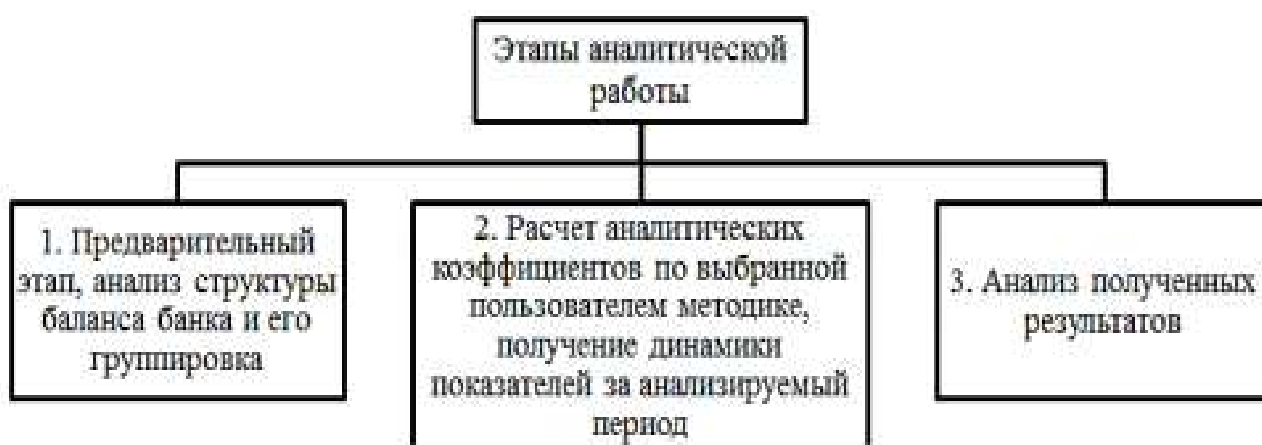 Этапы аналитической
работы
1. Предварительный
этап, анализ структуры
баланса банка и его
группировка
2. Расчет аналитических
коэффициентов по выбранной
пользователем методике,
получение динамики
показателей за анализируемый
период
3. Анализ полученных
результатов